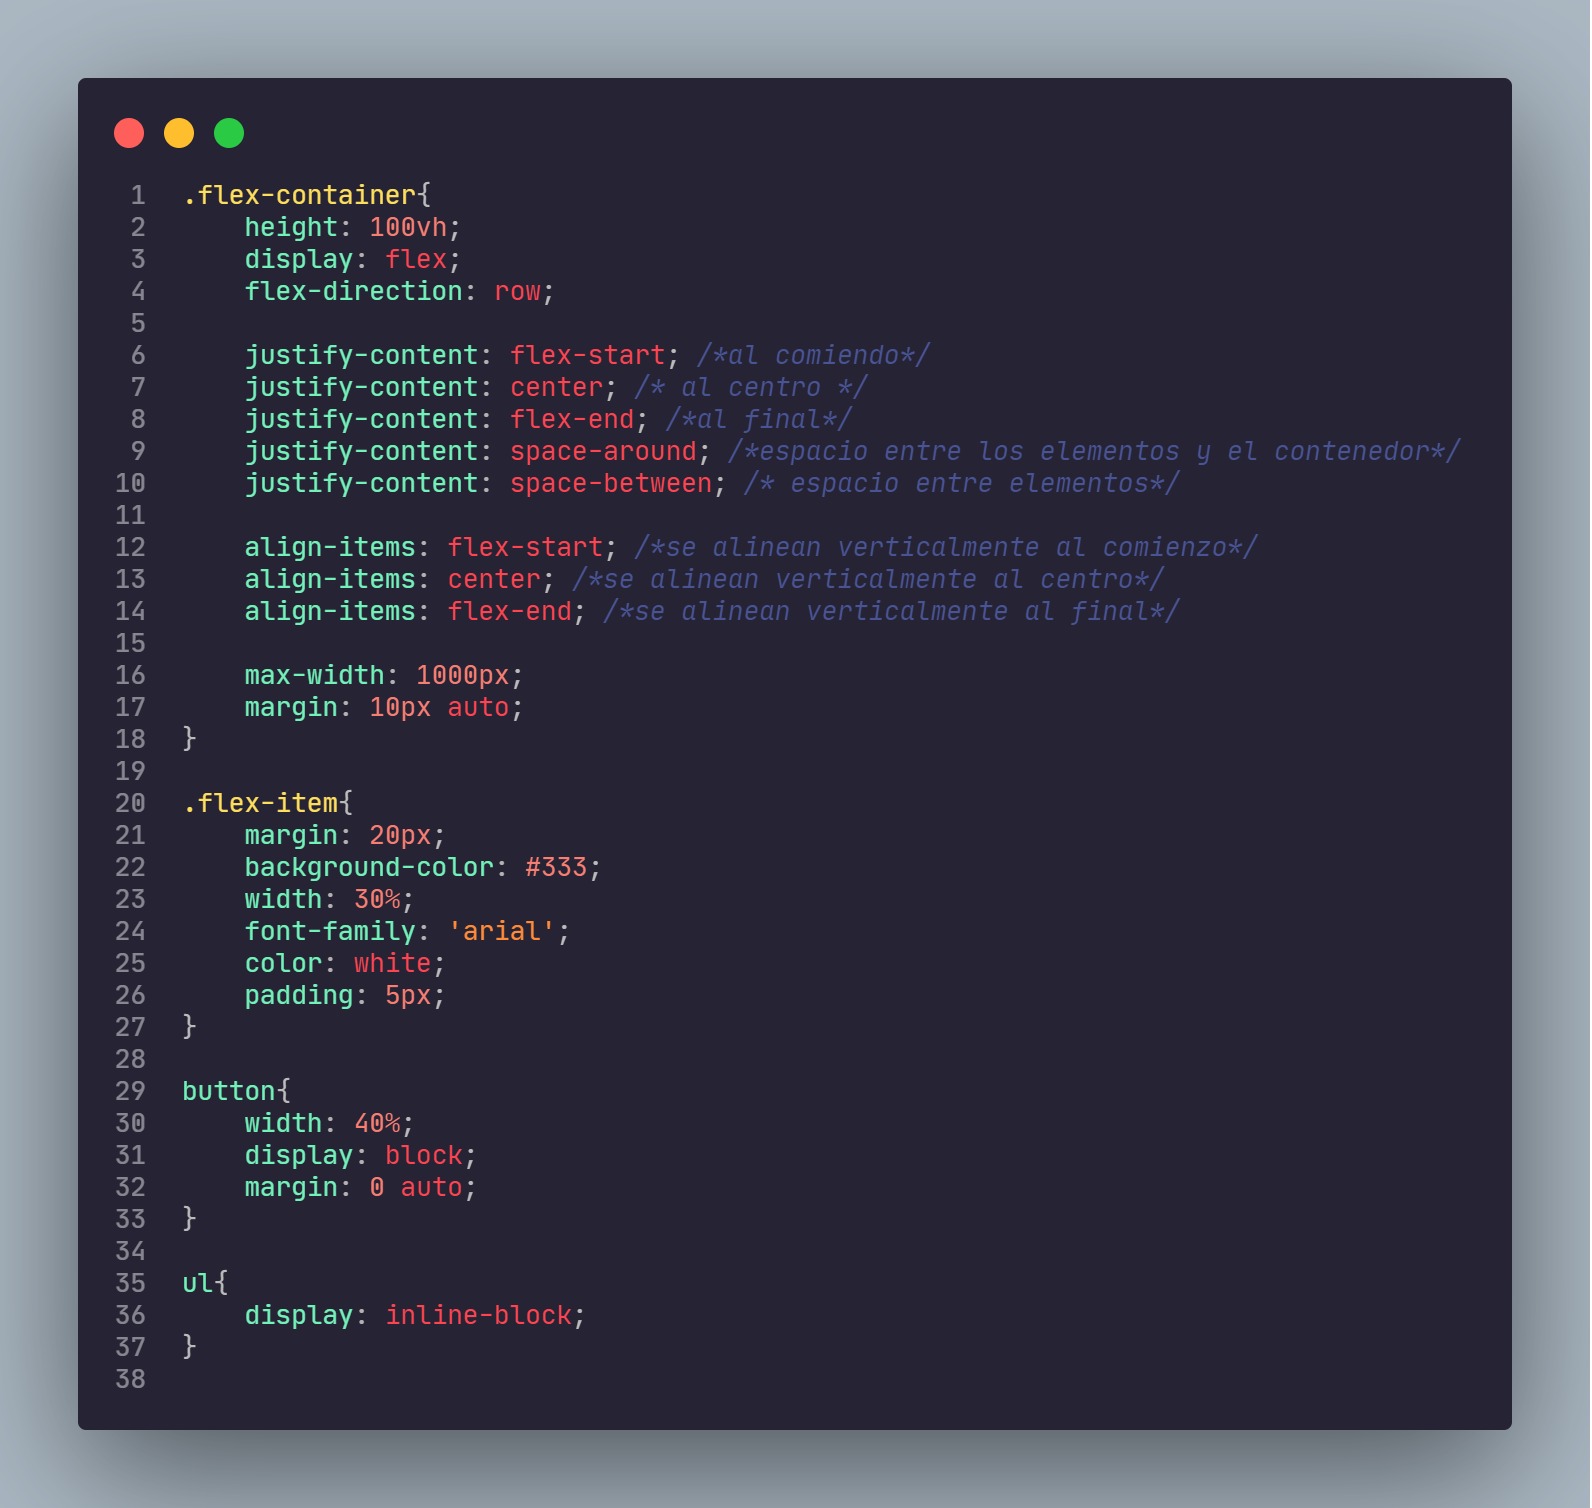 1 .flex-container{
2     height: 100vh;
3     display: flex;
4     flex-direction: row;
5
6     justify-content: flex-start; /*al comiendo*/
7     justify-content: center; /* al centro */
8     justify-content: flex-end; /*al final*/
9     justify-content: space-around; /*espacio entre los elementos y el contenedor*/
10     justify-content: space-between; /* espacio entre elementos*/
11
12     align-items: flex-start; /*se alinean verticalmente al comienzo*/
13     align-items: center; /*se alinean verticalmente al centro*/
14     align-items: flex-end; /*se alinean verticalmente al final*/
15
16     max-width: 1000px;
17     margin: 10px auto;
18 }
19
20 .flex-item{
21     margin: 20px;
22     background-color: #333;
23     width: 30%;
24     font-family: 'arial';
25     color: white;
26     padding: 5px;
27 }
28
29 button{
30     width: 40%;
31     display: block;
32     margin: 0 auto;
33 }
34
35 ul{
36     display: inline-block;
37 }
38